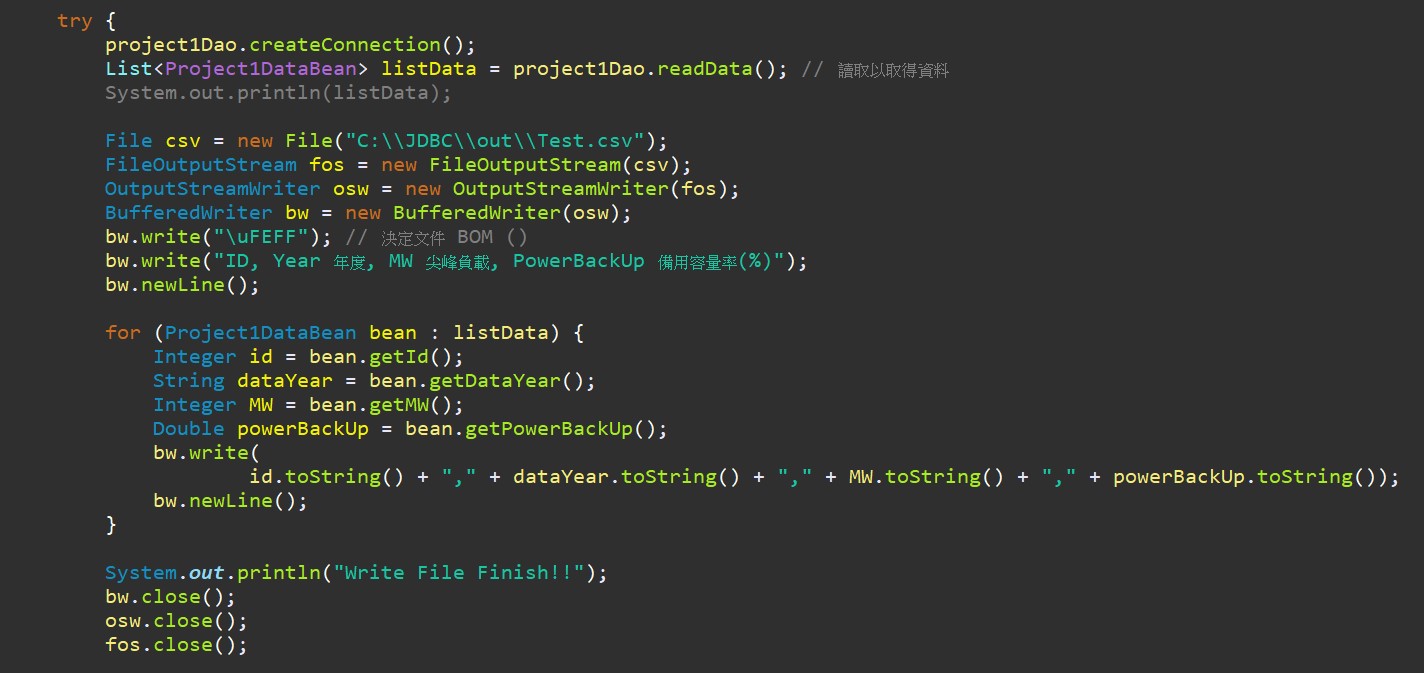 try {
project1Dao.createConnection();
List<Project1DataBean> listData = project1Dao.readData(); // 讀取以取得資料
System.out.println(listData);
File csv = new File("C:\\JDBC\\out\\Test.csv");
FileOutputStream fos = new FileOutputStream(csv);
OutputStreamWriter osw = new OutputStreamWriter(fos);
BufferedWriter bw = new BufferedWriter(osw);
bw.write("\uFEFF"); // 決定文件 BOM ()
bw.write("ID, Year 年度, MW 尖峰負載, PowerBackUp 備用容量率(%)");
bw.newLine();
for (Project1DataBean bean : listData) {
Integer id = bean.getId();
String dataYear = bean.getDataYear();
Integer MW = bean.getMW();
Double powerBackUp = bean.getPowerBackUp();
bw.write(
id.toString() + "," + dataYear.toString() + "," + MW.toString() + "," + powerBackUp.toString());
bw.newLine();
}
System.out.println("Write File Finish!!");
bw.close();
osw.close();
fos.close();